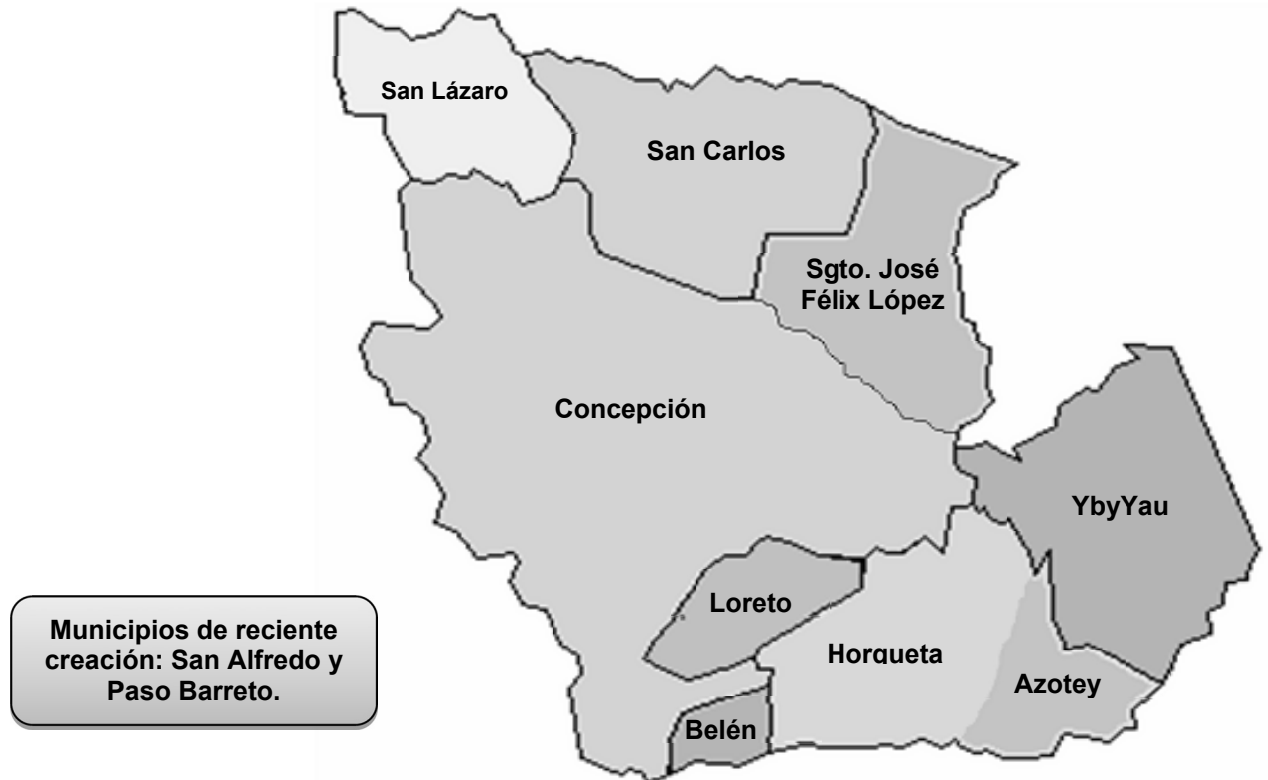 San Lázaro
San Carlos
Sgto. José
Félix López
Concepción
YbyYau
Loreto
Municipios de reciente
creación: San Alfredo y
Paso Barreto.
Horqueta
Azotey
Belén